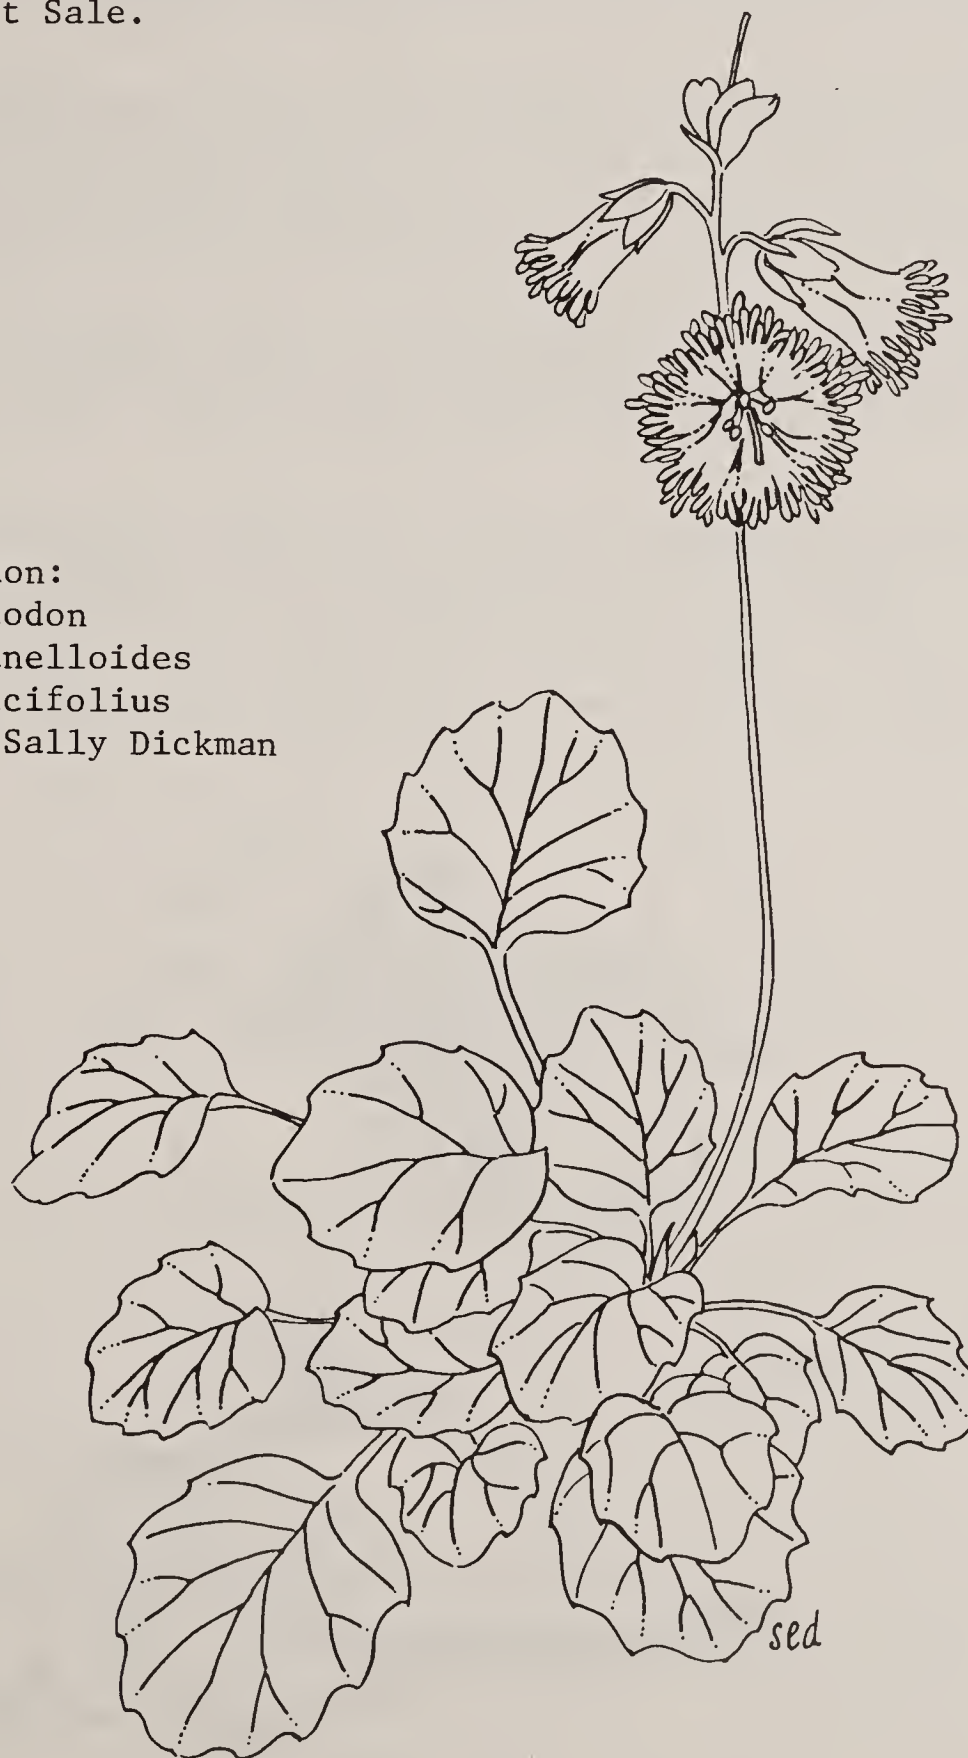 t Sale.
on:
odon
nelloides
cifolius
Sally Dickman
sed